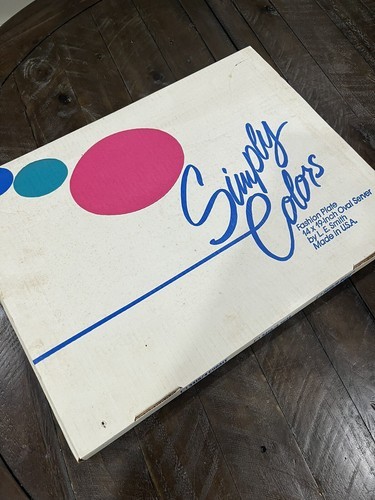 Simply
Colors
Fashion Plate
14 x 19-inch Oval Server
by L. E. Smith
Made in U.S.A.